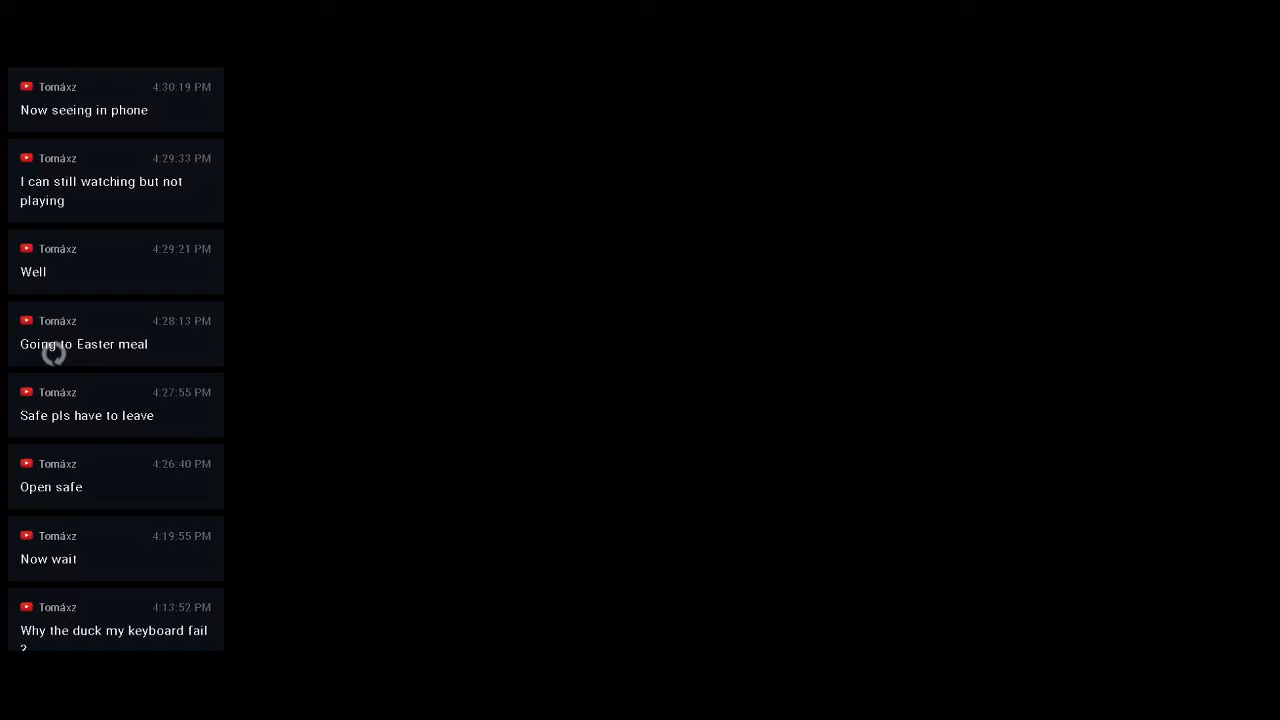 Tomáxz 4:30:19 PM
Now seeing in phone
Tomáxz 4:29:33 PM
I can still watching but not
playing
Tomáxz 4:29:21 PM
Well
Tomáxz 4:28:13 PM
Going to Easter meal
Tomáxz 4:27:55 PM
Safe pls have to leave
Tomáxz 4:26:40 PM
Open safe
Tomáxz 4:19:55 PM
Now wait
Tomáxz 4:13:52 PM
Why the duck my keyboard fail
?